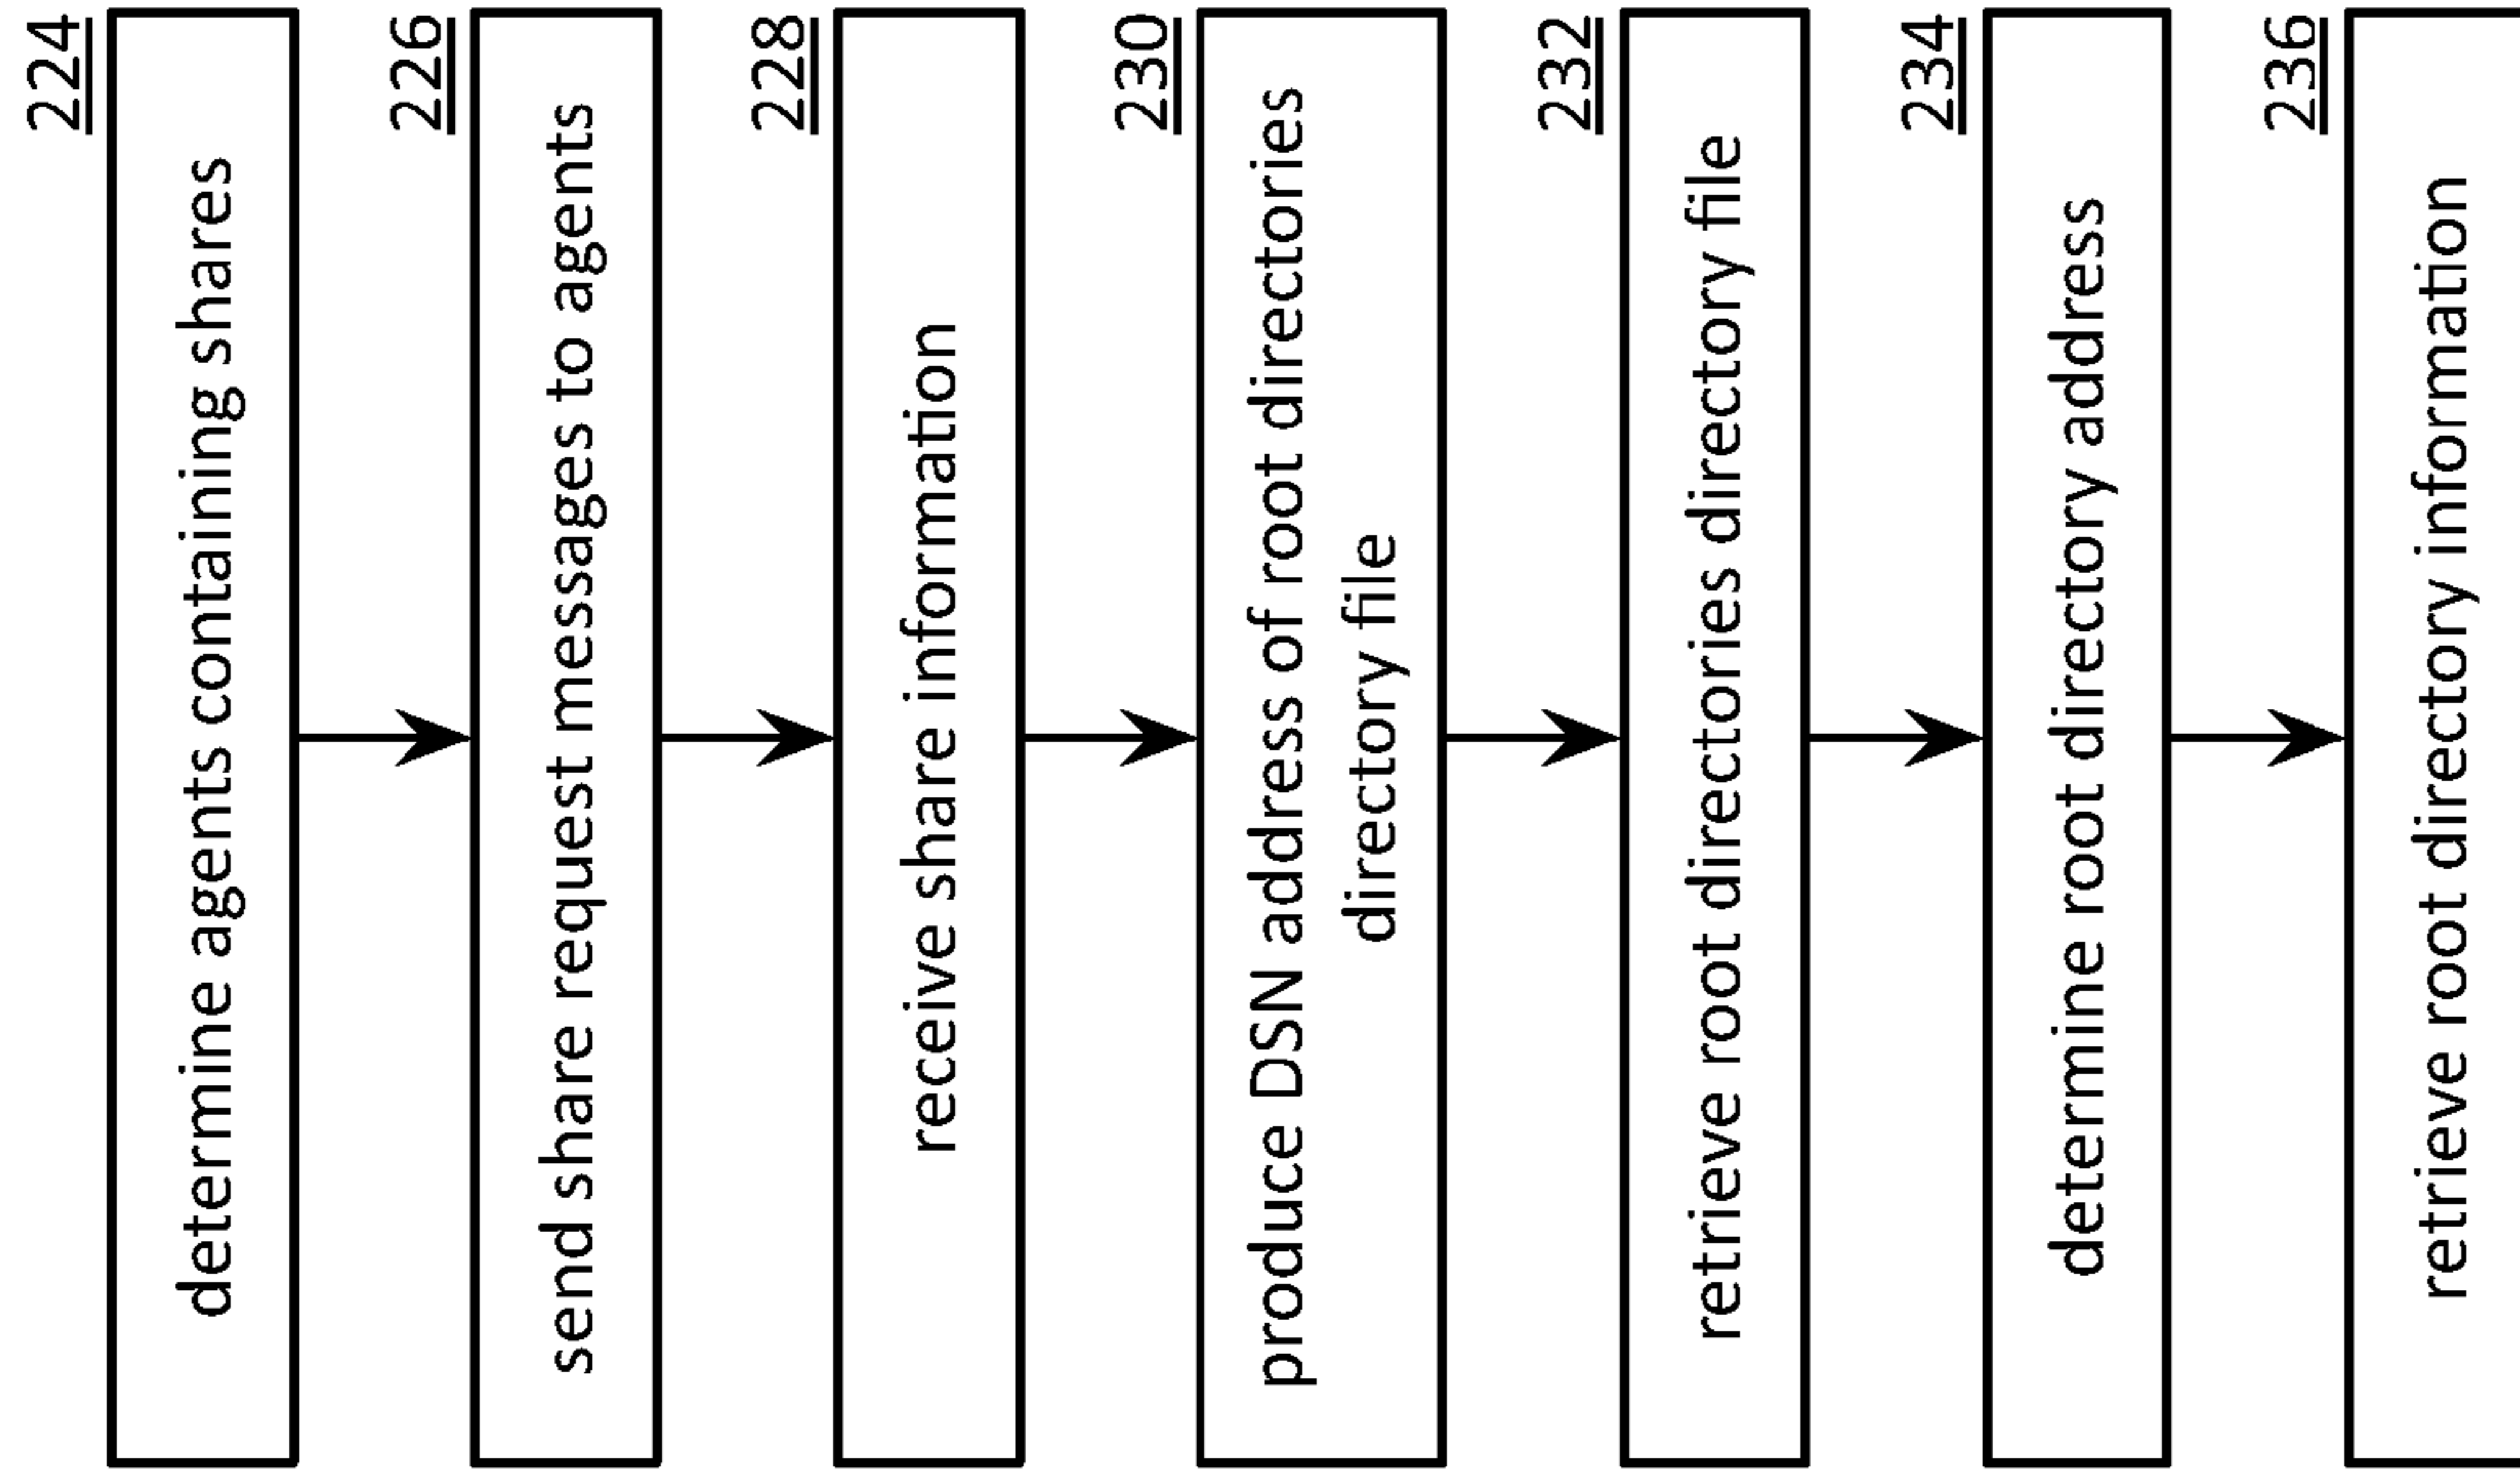 224
determine agents containing shares
226
send share request messages to agents
228
receive share information
230
produce DSN address of root directories
directory file
232
retrieve root directories directory file
234
determine root directory address
236
retrieve root directory information